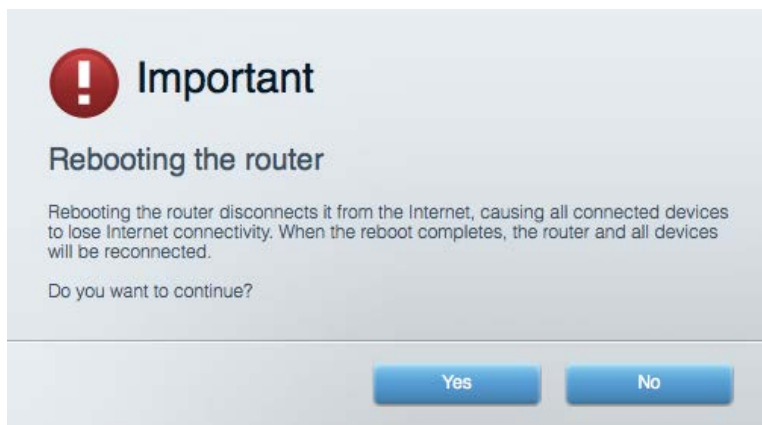 Important
Rebooting the router
Rebooting the router disconnects it from the Internet, causing all connected devices
to lose Internet connectivity. When the reboot completes, the router and all devices
will be reconnected.
Do you want to continue?
Yes No